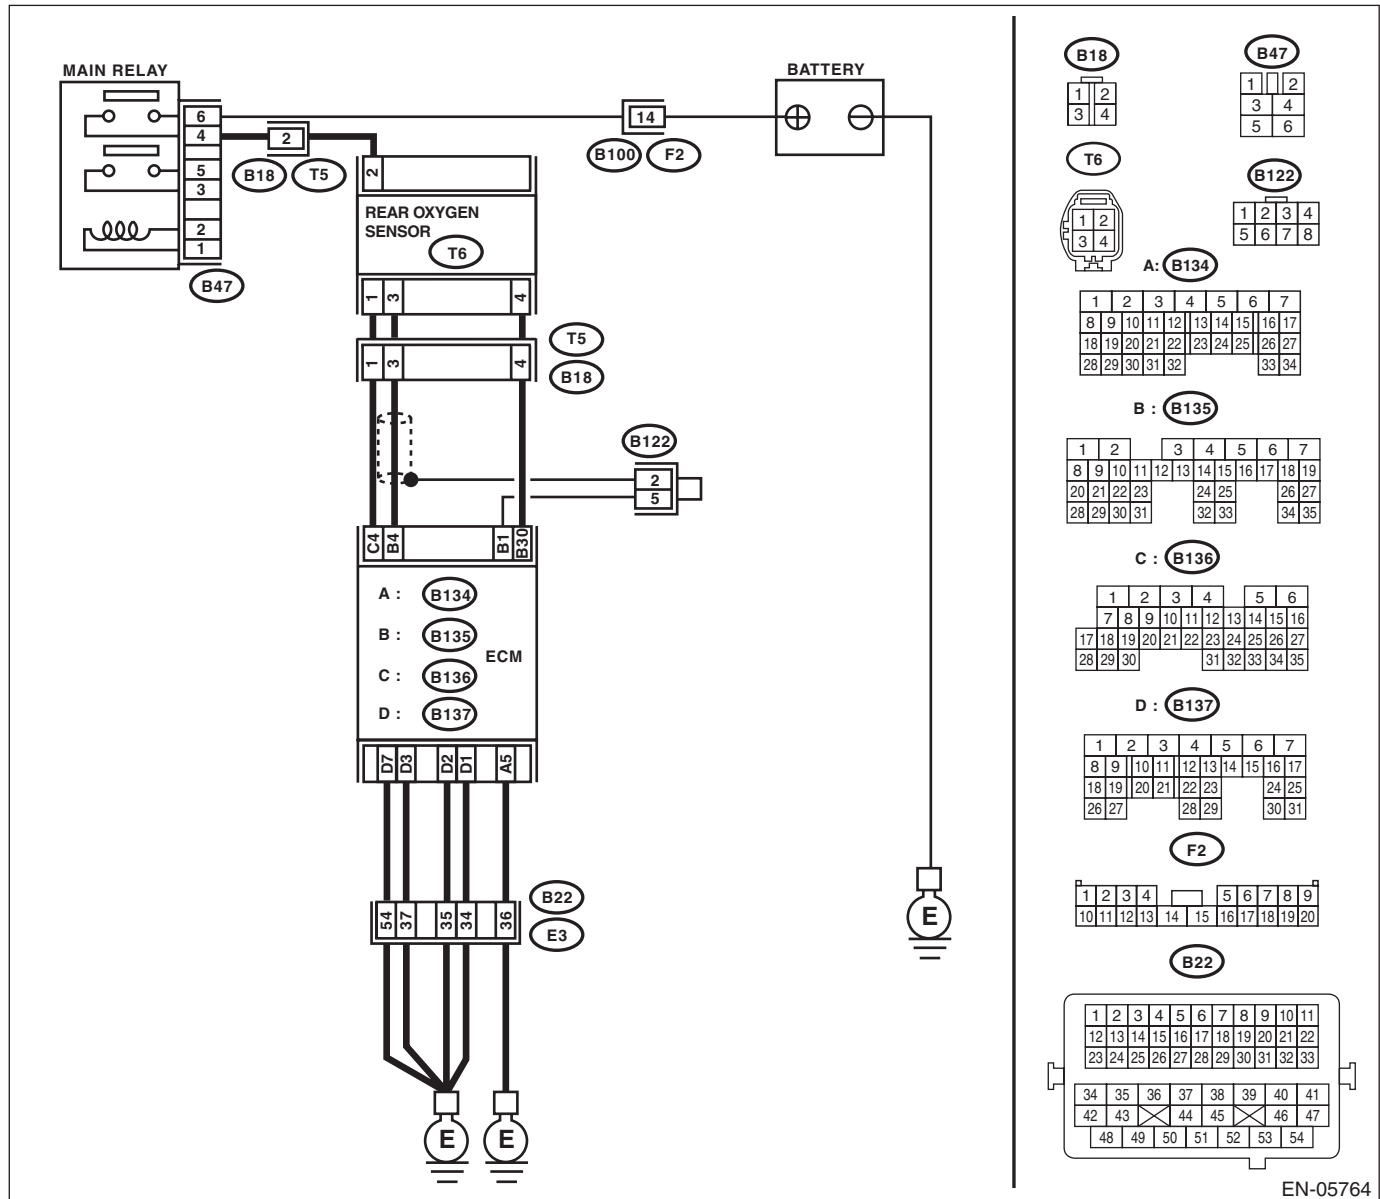 MAIN RELAY
6
4
5
3
2
1
B47
2
B18 T5
14
B100 F2
BATTERY
2
REAR OXYGEN
SENSOR
T6
1 3 4
T5
1 3 4
B18
B122
2
5
C4 B4 B1 B30
A : B134
B : B135
ECM
C : B136
D : B137
D7 D3 D2 D1 A5
B22
54 37 35 34 36
E3
E
E E
B18
1 2
3 4
B47
1 2
3 4
5 6
T6
1 2
3 4
B122
1 2 3 4
5 6 7 8
A: B134
1 2 3 4 5 6 7
8 9 10 11 12 13 14 15 16 17
18 19 20 21 22 23 24 25 26 27
28 29 30 31 32 33 34
B : B135
1 2 3 4 5 6 7
8 9 10 11 12 13 14 15 16 17 18 19
20 21 22 23 24 25 26 27
28 29 30 31 32 33 34 35
C : B136
1 2 3 4 5 6
7 8 9 10 11 12 13 14 15 16
17 18 19 20 21 22 23 24 25 26 27
28 29 30 31 32 33 34 35
D : B137
1 2 3 4 5 6 7
8 9 10 11 12 13 14 15 16 17
18 19 20 21 22 23 24 25
26 27 28 29 30 31
F2
1 2 3 4 5 6 7 8 9
10 11 12 13 14 15 16 17 18 19 20
B22
1 2 3 4 5 6 7 8 9 10 11
12 13 14 15 16 17 18 19 20 21 22
23 24 25 26 27 28 29 30 31 32 33
34 35 36 37 38 39 40 41
42 43 44 45 46 47
48 49 50 51 52 53 54
EN-05764